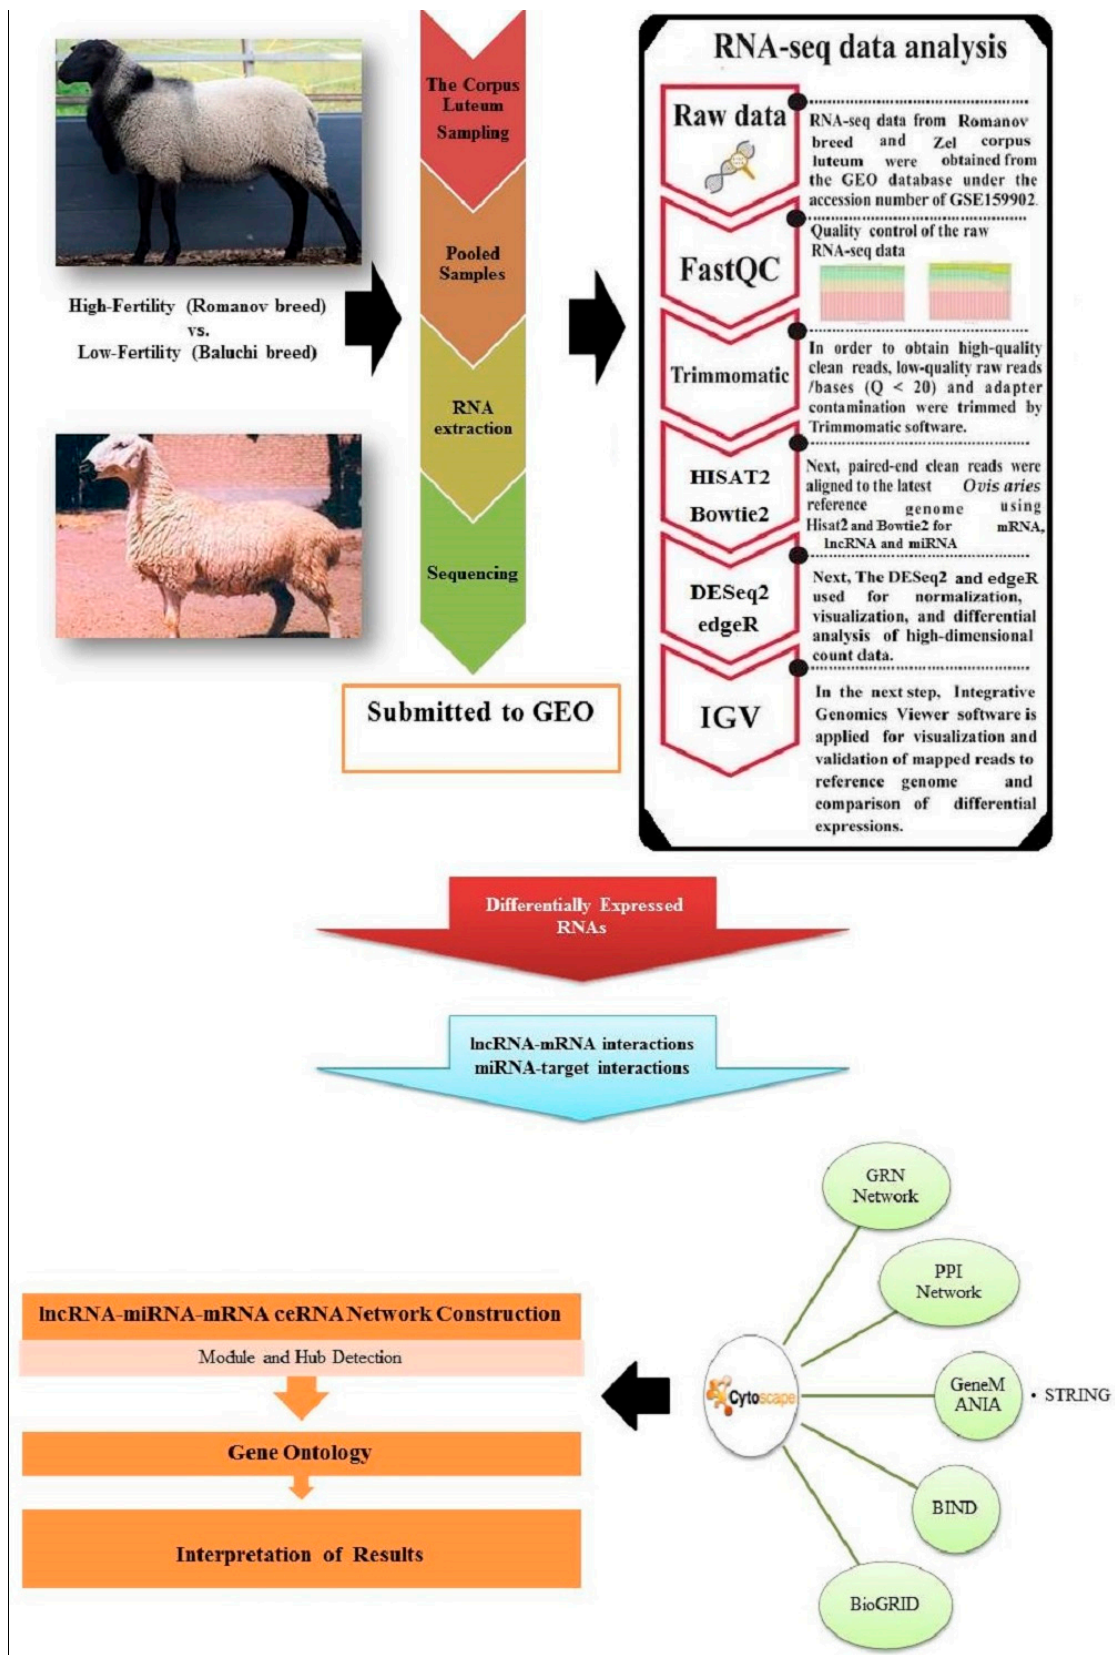 High-Fertility (Romanov breed)
vs.
Low-Fertility (Baluchi breed)
The Corpus
Luteum
Sampling
Pooled
Samples
RNA
extraction
Sequencing
Submitted to GEO
RNA-seq data analysis
Raw data
RNA-seq data from Romanov
breed and Zel corpus
luteum were obtained from
the GEO database under the
accession number of GSE159902.
FastQC
Quality control of the raw
RNA-seq data
Trimmomatic
In order to obtain high-quality
clean reads, low-quality raw reads
/bases (Q < 20) and adapter
contamination were trimmed by
Trimmomatic software.
HISAT2
Bowtie2
Next, paired-end clean reads were
aligned to the latest Ovis aries
reference genome using
Hisat2 and Bowtie2 for mRNA,
lncRNA and miRNA
DESeq2
edgeR
Next, The DESeq2 and edgeR
used for normalization,
visualization, and differential
analysis of high-dimensional
count data.
IGV
In the next step, Integrative
Genomics Viewer software is
applied for visualization and
validation of mapped reads to
reference genome and
comparison of differential
expressions.
Differentially Expressed
RNAs
lncRNA-mRNA interactions
miRNA-target interactions
GRN
Network
PPI
Network
GeneM
ANIA
• STRING
BIND
BioGRID
Cytoscape
lncRNA-miRNA-mRNA ceRNA Network Construction
Module and Hub Detection
Gene Ontology
Interpretation of Results